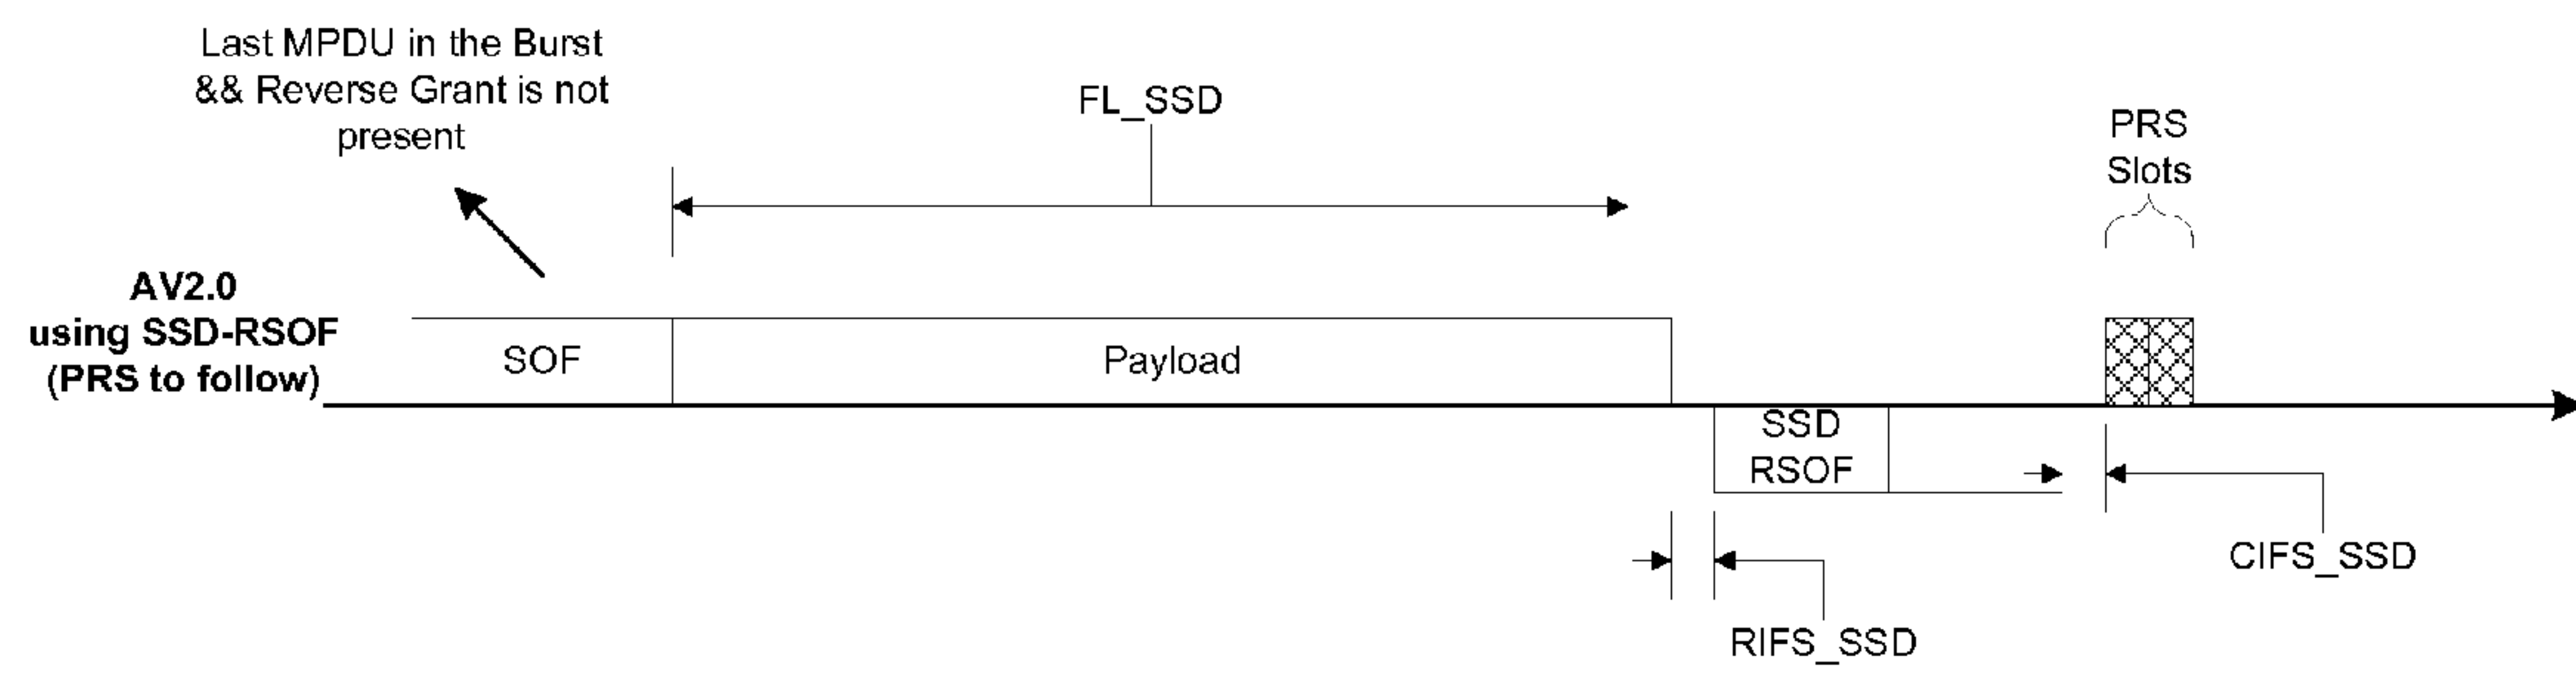 Last MPDU in the Burst
&& Reverse Grant is not
present
FL_SSD
PRS
Slots
AV2.0
using SSD-RSOF
(PRS to follow)
SOF
Payload
SSD
RSOF
CIFS_SSD
RIFS_SSD